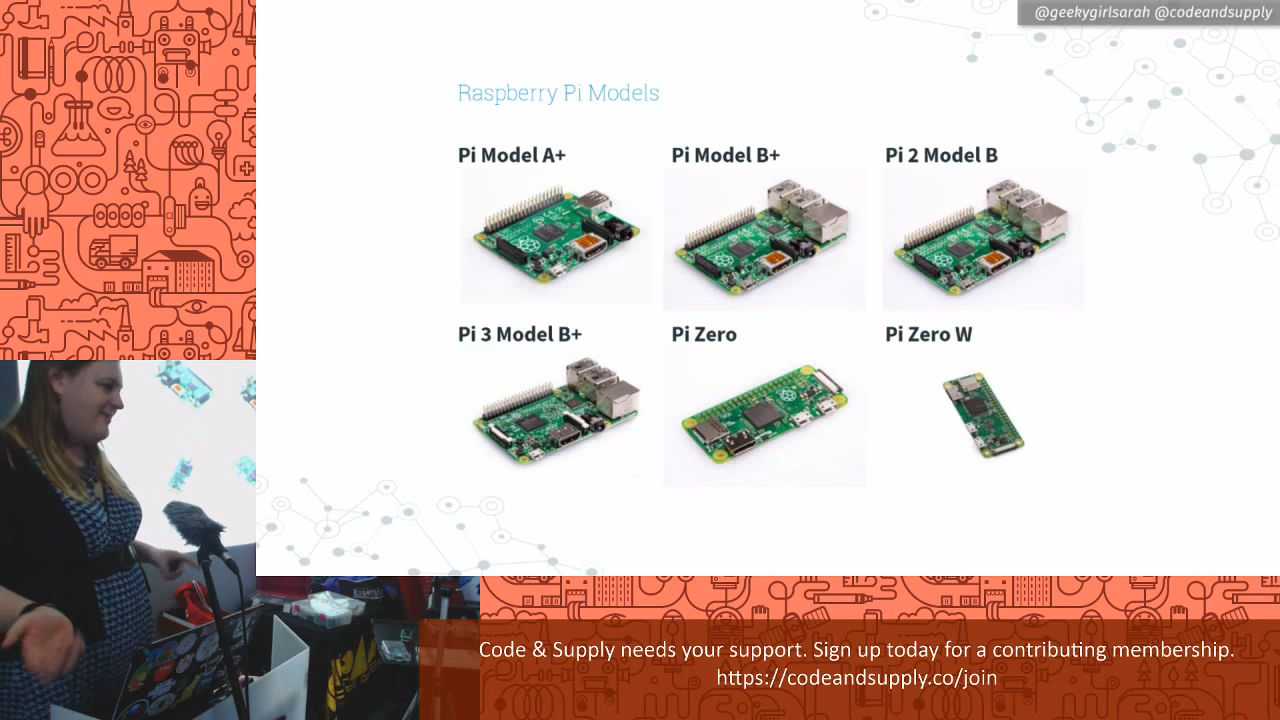 @geekygirlsarah @codeandsupply
Raspberry Pi Models
Pi Model A+
Pi Model B+
Pi 2 Model B
Pi 3 Model B+
Pi Zero
Pi Zero W
Code & Supply needs your support. Sign up today for a contributing membership.
https://codeandsupply.co/join